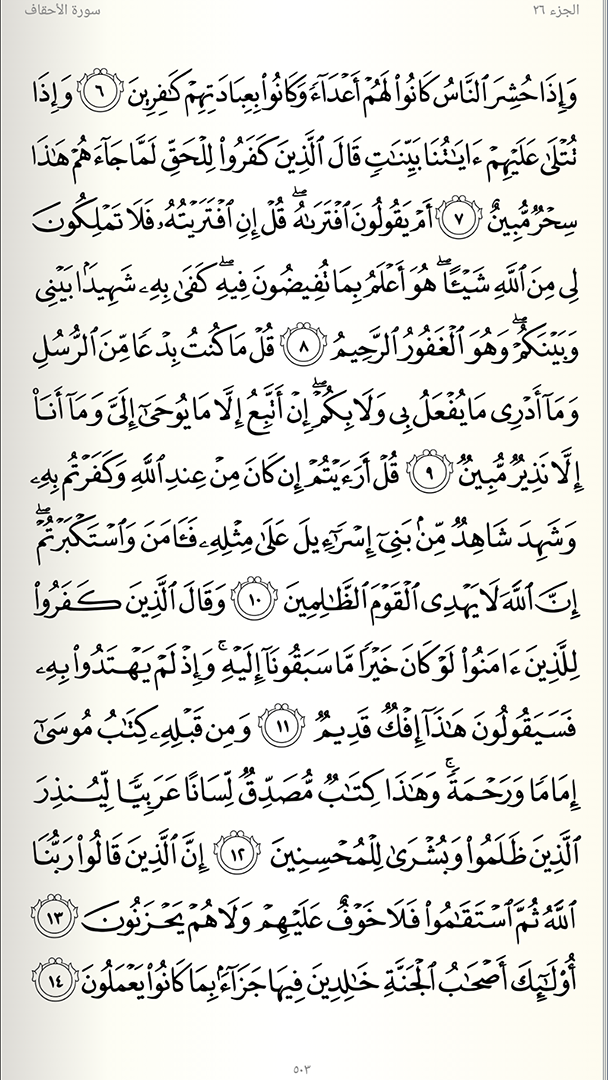 الجزء ٢٦
سورة الأحقاف
وَإِذَا حُشِرَ ٱلنَّاسُ كَانُوا۟ لَهُمْ أَعْدَآءً وَكَانُوا۟ بِعِبَادَتِهِمْ كَـٰفِرِينَ ٦ وَإِذَا
تُتْلَىٰ عَلَيْهِمْ ءَايَـٰتُنَا بَيِّنَـٰتٍ قَالَ ٱلَّذِينَ كَفَرُوا۟ لِلْحَقِّ لَمَّا جَآءَهُمْ هَـٰذَا
سِحْرٌ مُّبِينٌ ٧ أَمْ يَقُولُونَ ٱفْتَرَىٰهُ ۖ قُلْ إِنِ ٱفْتَرَيْتُهُۥ فَلَا تَمْلِكُونَ
لِى مِنَ ٱللَّهِ شَيْـًٔا ۖ هُوَ أَعْلَمُ بِمَا تُفِيضُونَ فِيهِ ۖ كَفَىٰ بِهِۦ شَهِيدًۢا بَيْنِى
وَبَيْنَكُمْ ۖ وَهُوَ ٱلْغَفُورُ ٱلرَّحِيمُ ٨ قُلْ مَا كُنتُ بِدْعًا مِّنَ ٱلرُّسُلِ
وَمَآ أَدْرِى مَا يُفْعَلُ بِى وَلَا بِكُمْ ۖ إِنْ أَتَّبِعُ إِلَّا مَا يُوحَىٰٓ إِلَىَّ وَمَآ أَنَا۠
إِلَّا نَذِيرٌ مُّبِينٌ ٩ قُلْ أَرَءَيْتُمْ إِن كَانَ مِنْ عِندِ ٱللَّهِ وَكَفَرْتُم بِهِۦ
وَشَهِدَ شَاهِدٌ مِّنۢ بَنِىٓ إِسْرَٰٓءِيلَ عَلَىٰ مِثْلِهِۦ فَـَٔامَنَ وَٱسْتَكْبَرْتُمْ ۖ
إِنَّ ٱللَّهَ لَا يَهْدِى ٱلْقَوْمَ ٱلظَّـٰلِمِينَ ١٠ وَقَالَ ٱلَّذِينَ كَفَرُوا۟
لِلَّذِينَ ءَامَنُوا۟ لَوْ كَانَ خَيْرًا مَّا سَبَقُونَآ إِلَيْهِ ۚ وَإِذْ لَمْ يَهْتَدُوا۟ بِهِۦ
فَسَيَقُولُونَ هَـٰذَآ إِفْكٌ قَدِيمٌ ١١ وَمِن قَبْلِهِۦ كِتَـٰبُ مُوسَىٰٓ
إِمَامًا وَرَحْمَةً ۚ وَهَـٰذَا كِتَـٰبٌ مُّصَدِّقٌ لِّسَانًا عَرَبِيًّا لِّيُنذِرَ
ٱلَّذِينَ ظَلَمُوا۟ وَبُشْرَىٰ لِلْمُحْسِنِينَ ١٢ إِنَّ ٱلَّذِينَ قَالُوا۟ رَبُّنَا
ٱللَّهُ ثُمَّ ٱسْتَقَـٰمُوا۟ فَلَا خَوْفٌ عَلَيْهِمْ وَلَا هُمْ يَحْزَنُونَ ١٣
أُو۟لَـٰٓئِكَ أَصْحَـٰبُ ٱلْجَنَّةِ خَـٰلِدِينَ فِيهَا جَزَآءًۢ بِمَا كَانُوا۟ يَعْمَلُونَ ١٤
٥٠٣